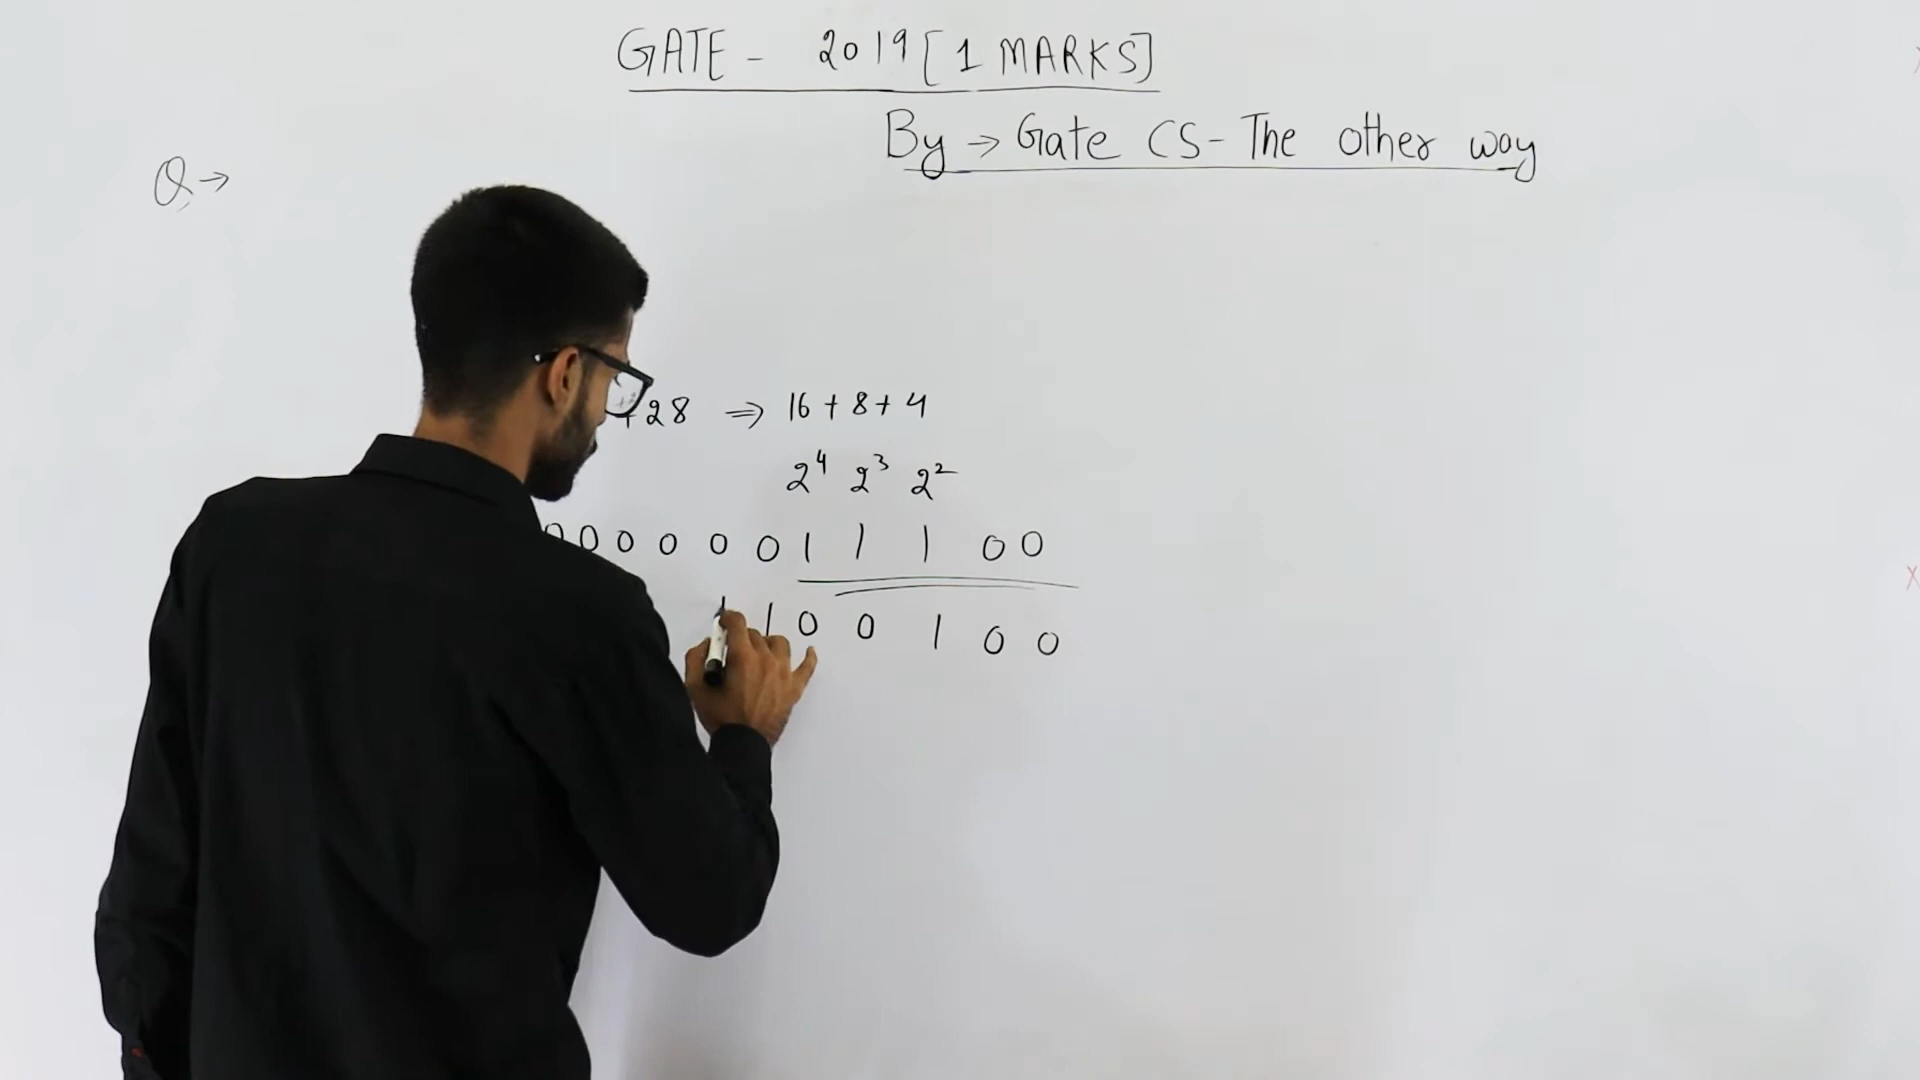 GATE - 2019 [1 MARKS]
By → Gate CS - The other way
Q →
+28 ⇒ 16 + 8 + 4
2⁴ 2³ 2²
0 0 0 0 0 0 1 1 1 0 0
1 1 0 0 1 0 0